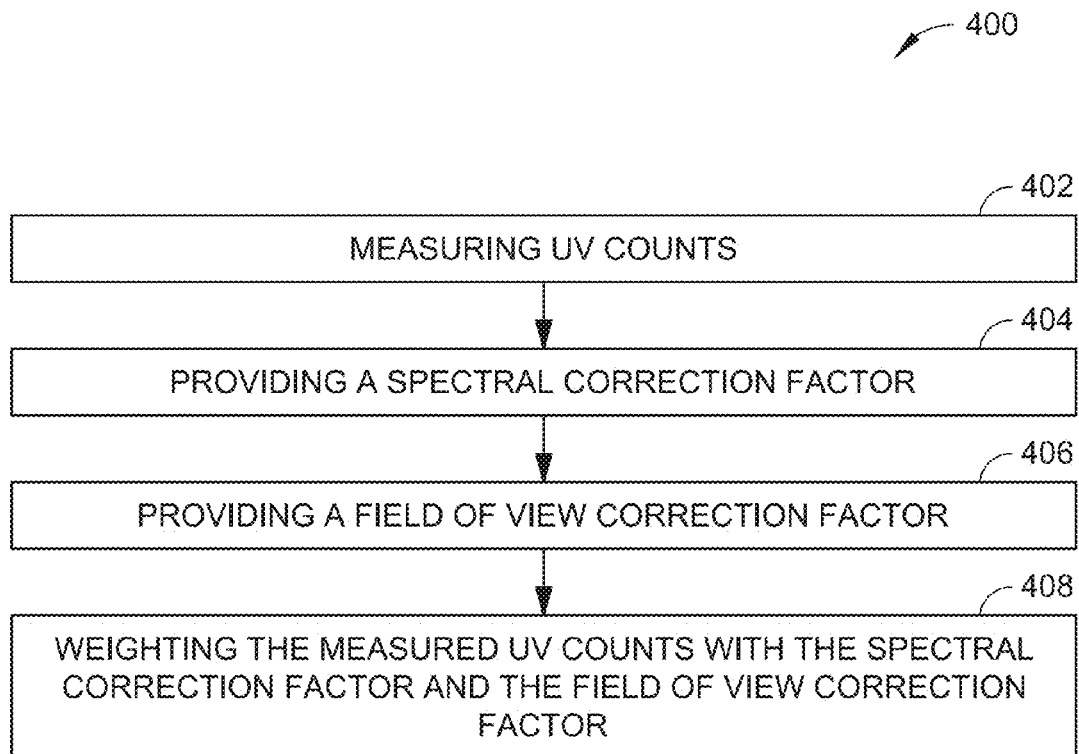 400
402
MEASURING UV COUNTS
404
PROVIDING A SPECTRAL CORRECTION FACTOR
406
PROVIDING A FIELD OF VIEW CORRECTION FACTOR
408
WEIGHTING THE MEASURED UV COUNTS WITH THE SPECTRAL
CORRECTION FACTOR AND THE FIELD OF VIEW CORRECTION
FACTOR